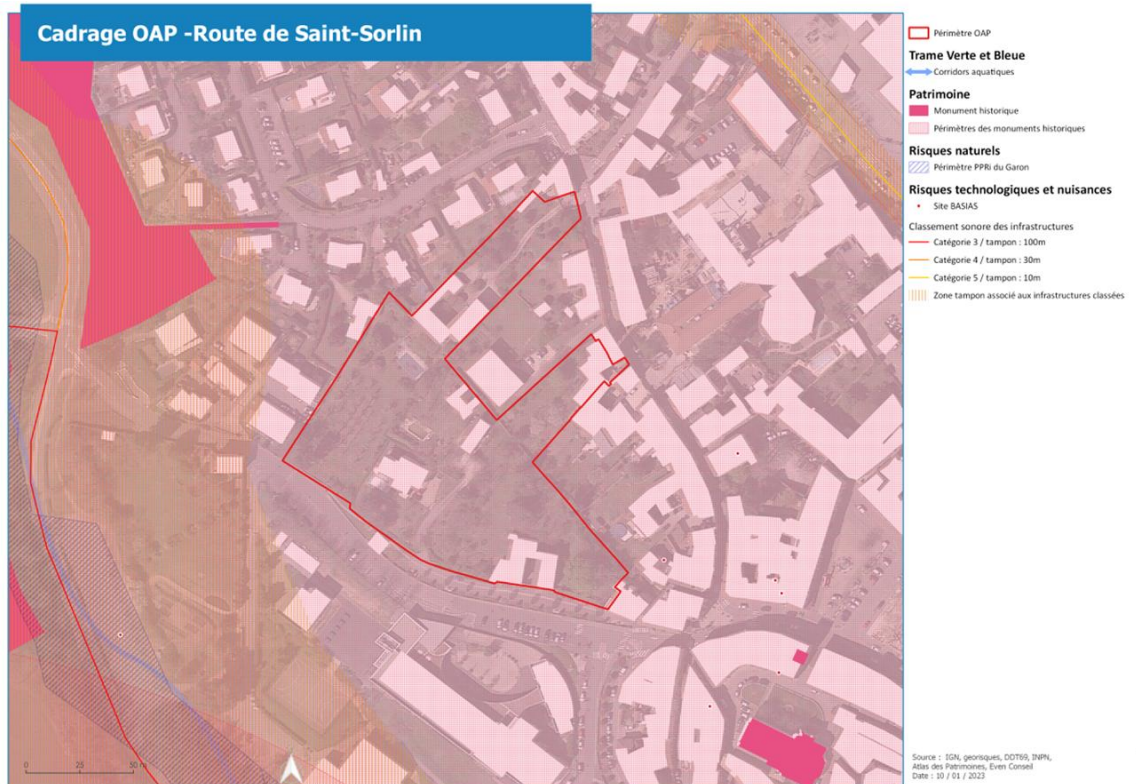 Cadrage OAP -Route de Saint-Sorlin
Périmètre OAP
Trame Verte et Bleue
Corridors aquatiques
Patrimoine
Monument historique
Périmètres des monuments historiques
Risques naturels
Périmètre PPRi du Garon
Risques technologiques et nuisances
Site BASIAS
Classement sonore des infrastructures
Catégorie 3 / tampon : 100m
Catégorie 4 / tampon : 30m
Catégorie 5 / tampon : 10m
Zone tampon associé aux infrastructures classées
0 25 50 m
Source : IGN, georisques, DDT69, INPN,
Atlas des Patrimoines, Even Conseil
Date : 10 / 01 / 2023